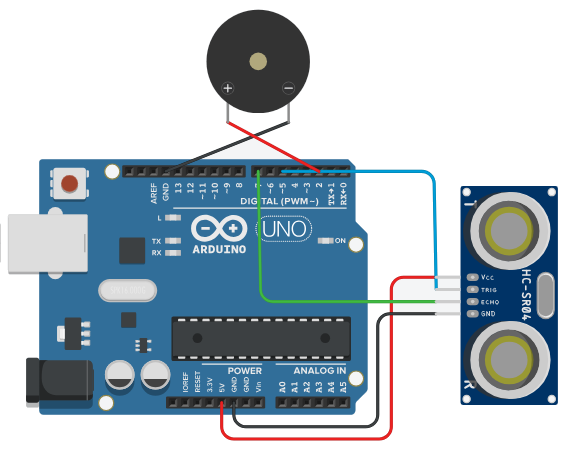 + −
AREF
GND
13
12
~11
~10
~9
8
7
~6
~5
4
~3
2
TX→1
RX←0
DIGITAL (PWM~)
L
TX
RX
UNO
ARDUINO
ON
T
VCC
TRIG
ECHO
GND
HC-SR04
R
POWER
ANALOG IN
IOREF
RESET
3.3V
5V
GND
GND
Vin
A0
A1
A2
A3
A4
A5